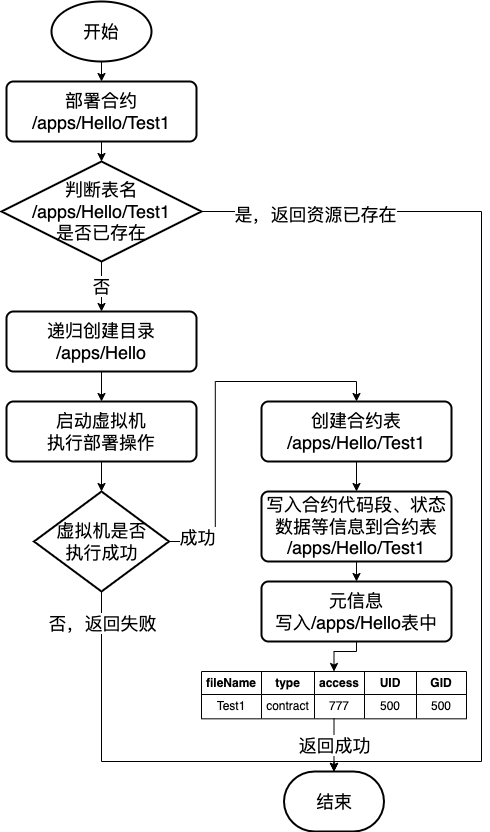 开始
部署合约
/apps/Hello/Test1
判断表名
/apps/Hello/Test1
是否已存在
是，返回资源已存在
否
递归创建目录
/apps/Hello
启动虚拟机
执行部署操作
虚拟机是否
执行成功
成功
否，返回失败
创建合约表
/apps/Hello/Test1
写入合约代码段、状态
数据等信息到合约表
/apps/Hello/Test1
元信息
写入/apps/Hello表中
fileName type access UID GID
Test1 contract 777 500 500
返回成功
结束